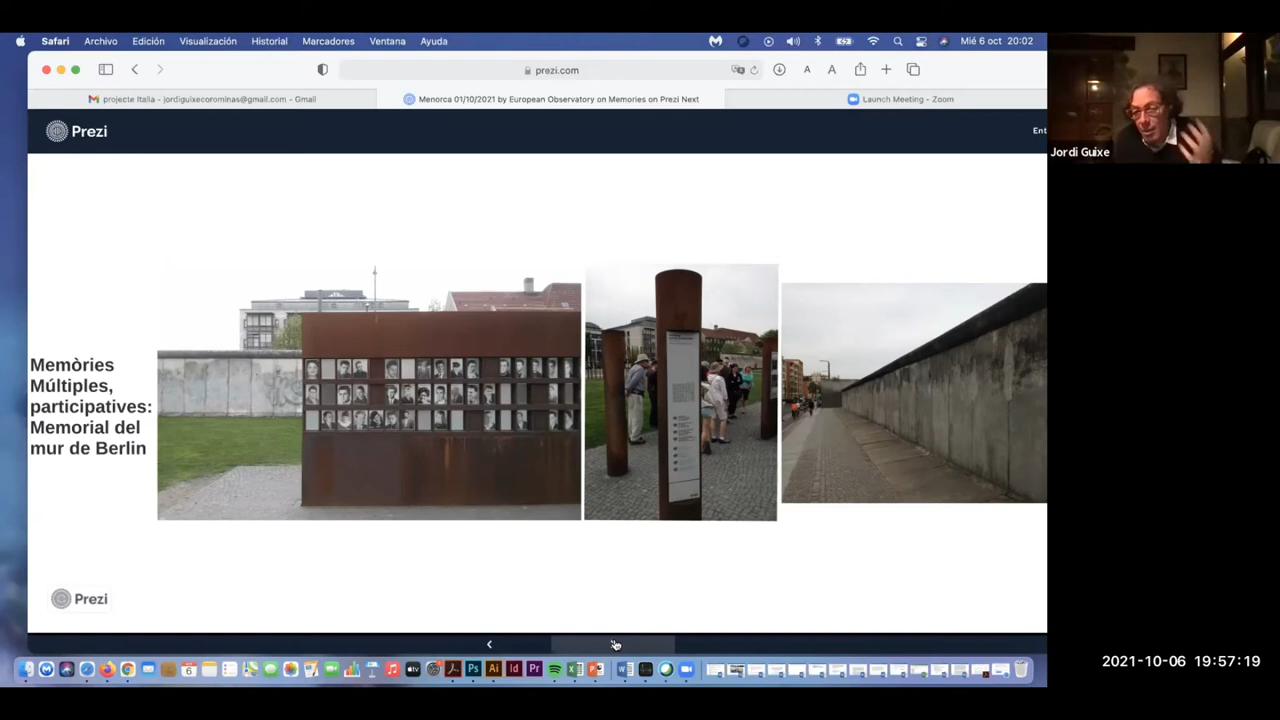 Safari Archivo Edición Visualización Historial Marcadores Ventana Ayuda
Mié 6 oct 20:02
prezi.com
A A
projecte Italia - jordiguixecorominas@gmail.com - Gmail
Menorca 01/10/2021 by European Observatory on Memories on Prezi Next
Launch Meeting - Zoom
Prezi
Ent
Jordi Guixe
Memòries
Múltiples,
participatives:
Memorial del
mur de Berlin
Prezi
2021-10-06 19:57:19